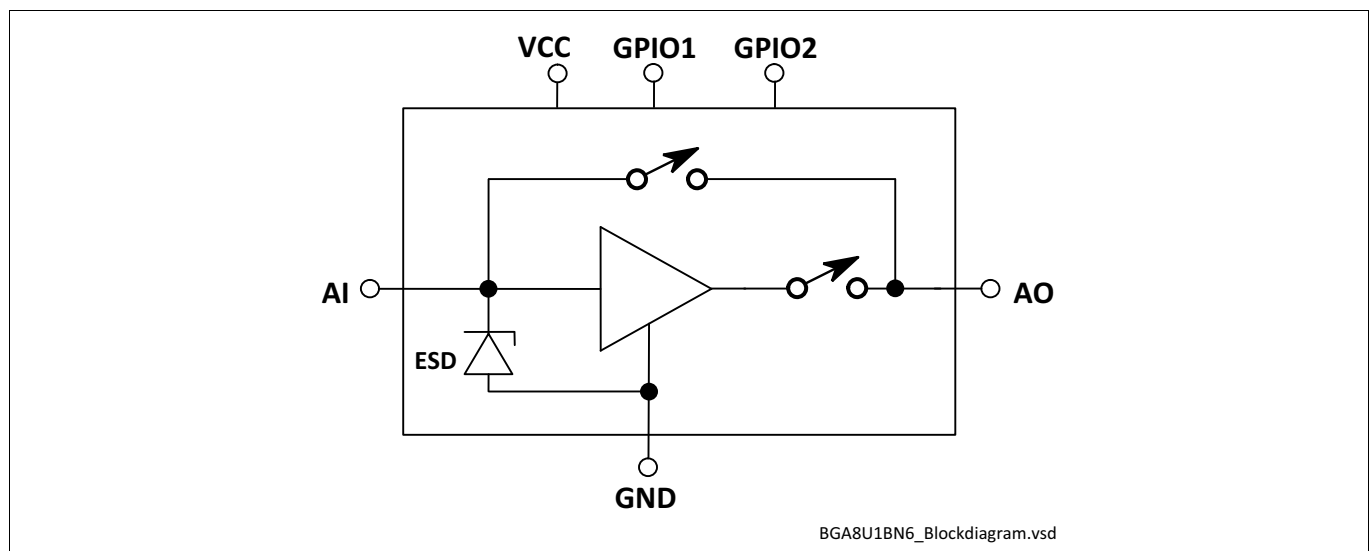 VCC GPIO1 GPIO2
AI
AO
ESD
GND
BGA8U1BN6_Blockdiagram.vsd